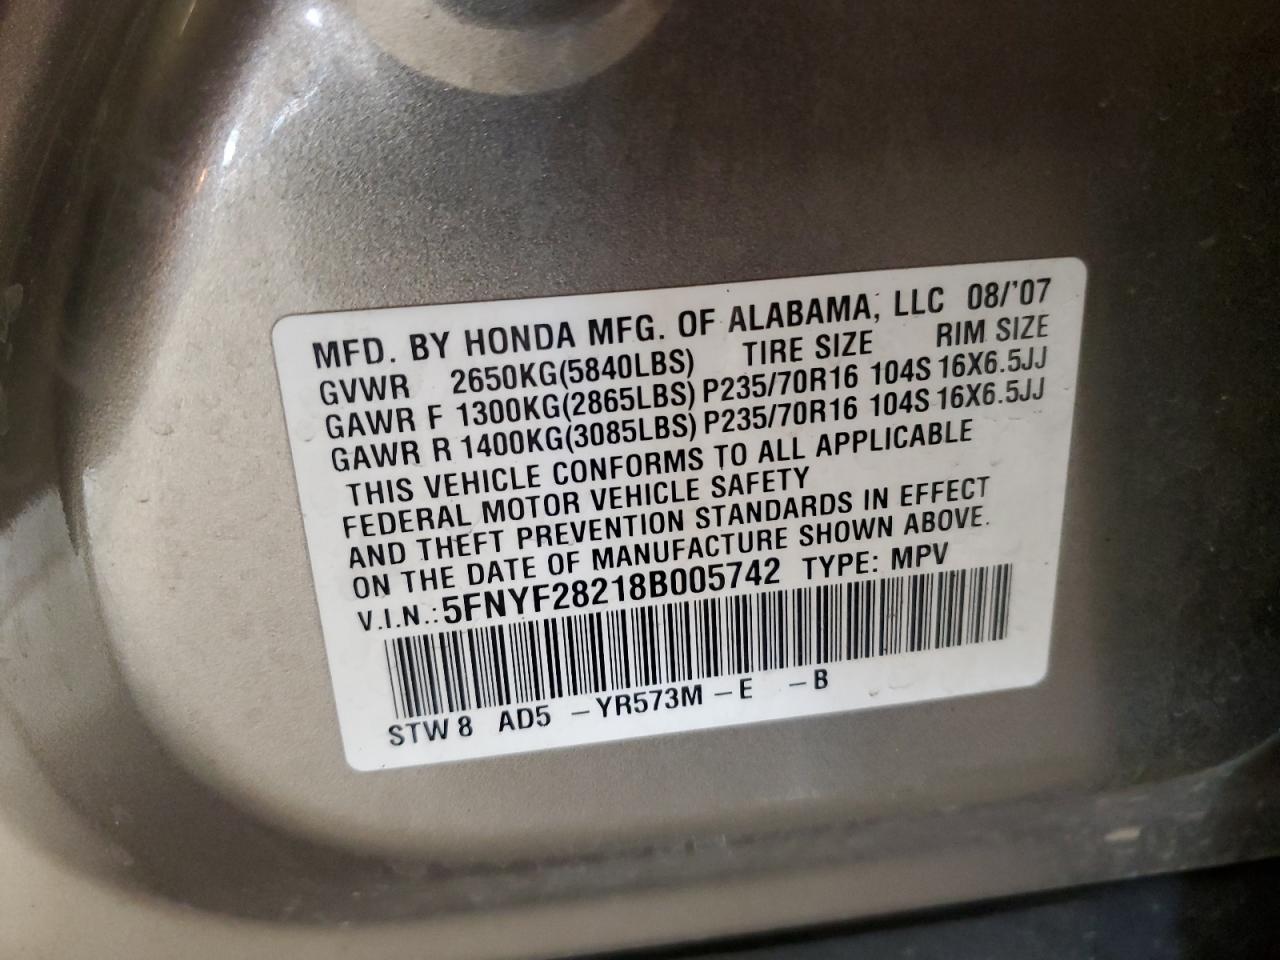 MFD. BY HONDA MFG. OF ALABAMA, LLC 08/'07
GVWR 2650KG(5840LBS) TIRE SIZE RIM SIZE
GAWR F 1300KG(2865LBS) P235/70R16 104S 16X6.5JJ
GAWR R 1400KG(3085LBS) P235/70R16 104S 16X6.5JJ
THIS VEHICLE CONFORMS TO ALL APPLICABLE
FEDERAL MOTOR VEHICLE SAFETY
AND THEFT PREVENTION STANDARDS IN EFFECT
ON THE DATE OF MANUFACTURE SHOWN ABOVE.
V.I.N.: 5FNYF28218B005742 TYPE: MPV
STW 8 AD5 -YR573M -E -B